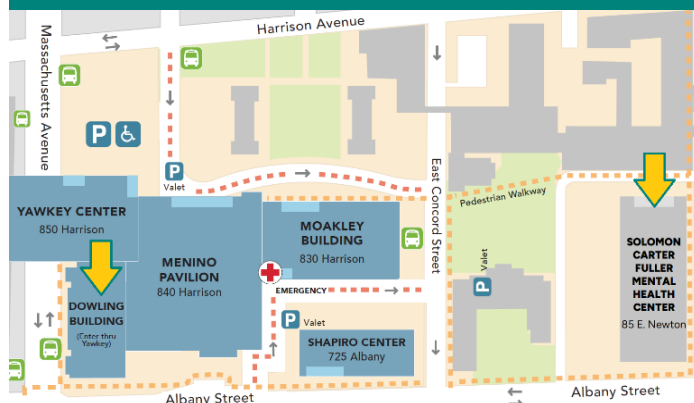 Harrison Avenue
Massachusetts Avenue
P
P
Valet
East Concord Street
Pedestrian Walkway
YAWKEY CENTER
850 Harrison
MENINO
PAVILION
840 Harrison
MOAKLEY
BUILDING
830 Harrison
DOWLING
BUILDING
(Enter thru
Yawkey)
EMERGENCY
P
Valet
SHAPIRO CENTER
725 Albany
Valet
P
SOLOMON
CARTER
FULLER
MENTAL
HEALTH
CENTER
85 E. Newton
Albany Street
Albany Street